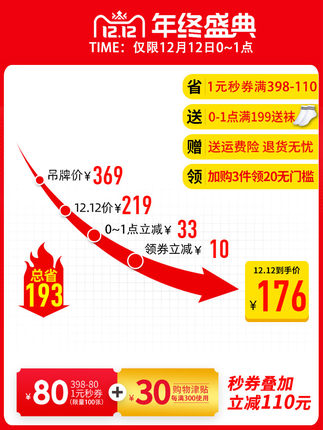 12.12 年终盛典
TIME：仅限12月12日0~1点
省 1元秒券满398-110
送 0-1点满199送袜
赠 送运费险 退货无忧
领 加购3件领20无门槛
吊牌价¥369
12.12价¥219
0~1点立减¥33
领券立减¥10
总省
193
12.12到手价
¥176
¥80 398-80
1元秒券
(限量100张)
+
¥30 购物津贴
每满300使用
秒券叠加
立减110元